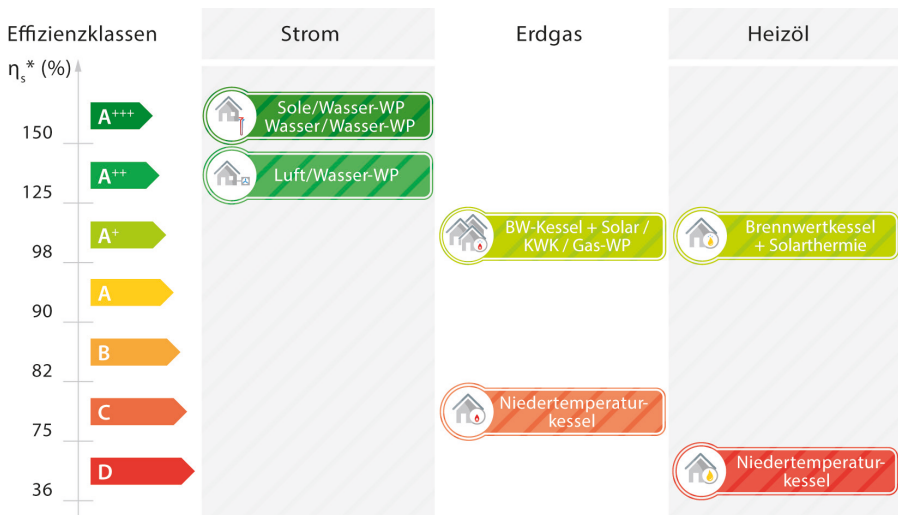 Effizienzklassen
Strom
Erdgas
Heizöl
ηs* (%)
A+++
Sole/Wasser-WP
Wasser/Wasser-WP
150
A++
Luft/Wasser-WP
125
A+
BW-Kessel + Solar /
KWK / Gas-WP
Brennwertkessel
+ Solarthermie
98
A
90
B
82
C
Niedertemperatur-
kessel
75
D
Niedertemperatur-
kessel
36